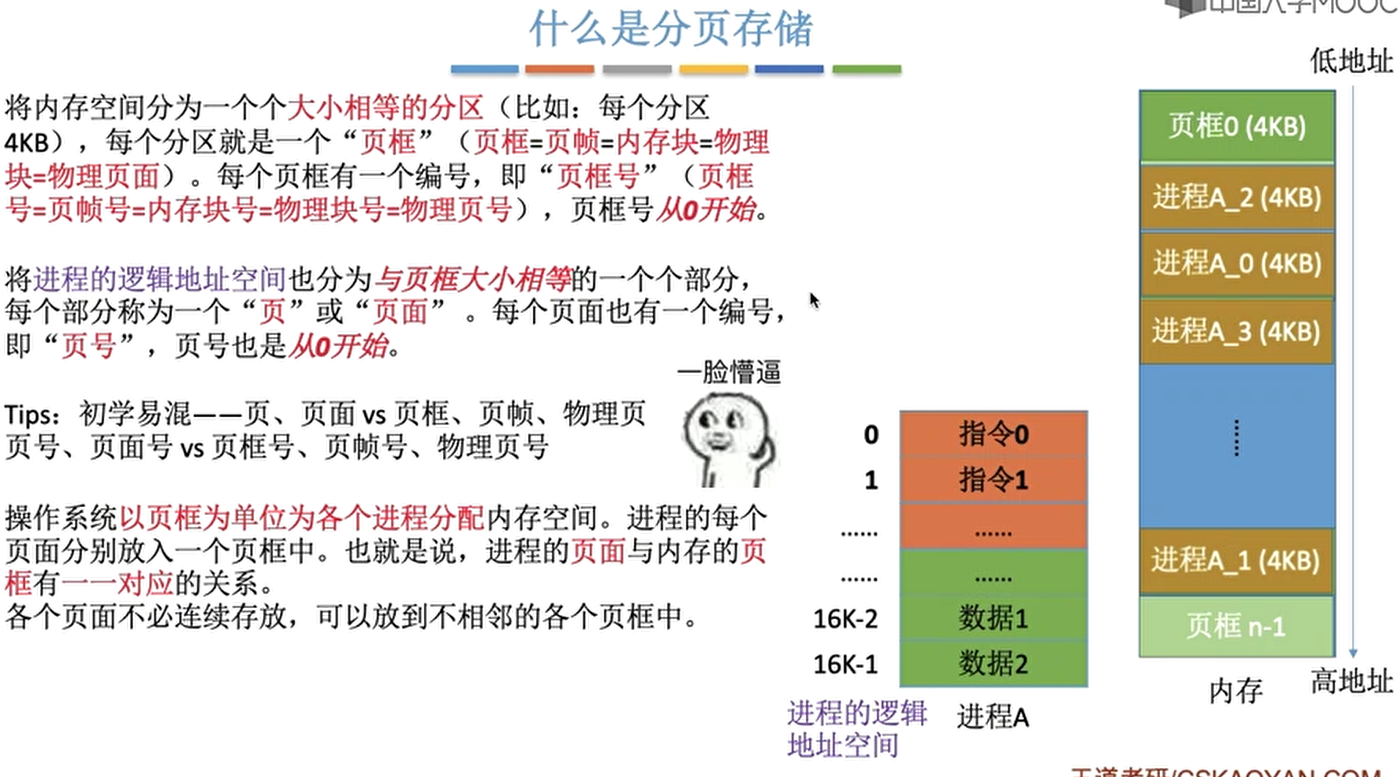 中国大学MOOC
什么是分页存储
将内存空间分为一个个大小相等的分区（比如：每个分区
4KB），每个分区就是一个“页框”（页框=页帧=内存块=物理
块=物理页面）。每个页框有一个编号，即“页框号”（页框
号=页帧号=内存块号=物理块号=物理页号），页框号从0开始。
将进程的逻辑地址空间也分为与页框大小相等的一个个部分，
每个部分称为一个“页”或“页面” 。每个页面也有一个编号，
即“页号”，页号也是从0开始。
Tips：初学易混——页、页面 vs 页框、页帧、物理页
页号、页面号 vs 页框号、页帧号、物理页号
一脸懵逼
操作系统以页框为单位为各个进程分配内存空间。进程的每个
页面分别放入一个页框中。也就是说，进程的页面与内存的页
框有一一对应的关系。
各个页面不必连续存放，可以放到不相邻的各个页框中。
0 指令0
1 指令1
…… ……
…… ……
16K-2 数据1
16K-1 数据2
进程的逻辑
地址空间
进程A
低地址
页框0 (4KB)
进程A_2 (4KB)
进程A_0 (4KB)
进程A_3 (4KB)
……
进程A_1 (4KB)
页框 n-1
内存
高地址
王道考研/CSKAOYAN.COM